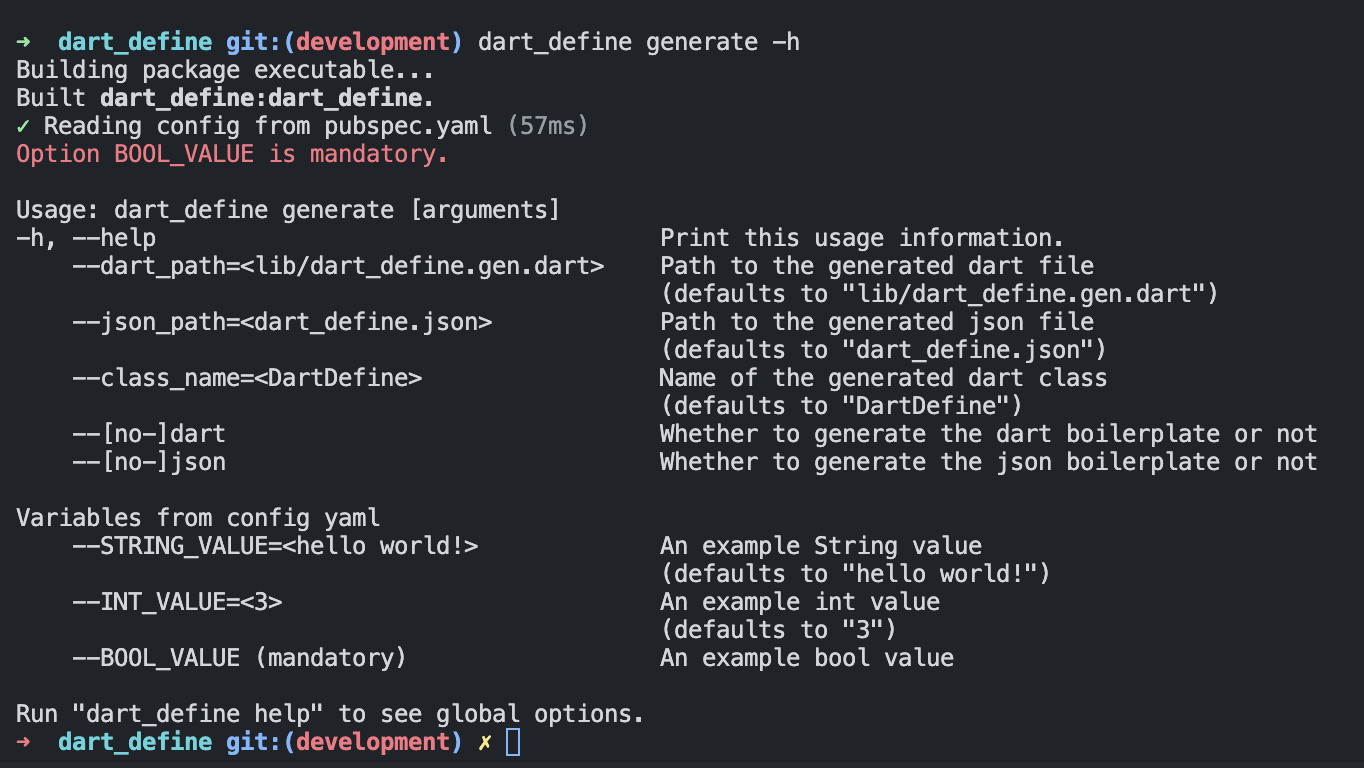 ➜  dart_define git:(development) dart_define generate -h
Building package executable...
Built dart_define:dart_define.
✓ Reading config from pubspec.yaml (57ms)
Option BOOL_VALUE is mandatory.

Usage: dart_define generate [arguments]
-h, --help                                    Print this usage information.
    --dart_path=<lib/dart_define.gen.dart>    Path to the generated dart file
                                              (defaults to "lib/dart_define.gen.dart")
    --json_path=<dart_define.json>            Path to the generated json file
                                              (defaults to "dart_define.json")
    --class_name=<DartDefine>                 Name of the generated dart class
                                              (defaults to "DartDefine")
    --[no-]dart                               Whether to generate the dart boilerplate or not
    --[no-]json                               Whether to generate the json boilerplate or not

Variables from config yaml
    --STRING_VALUE=<hello world!>             An example String value
                                              (defaults to "hello world!")
    --INT_VALUE=<3>                           An example int value
                                              (defaults to "3")
    --BOOL_VALUE (mandatory)                  An example bool value

Run "dart_define help" to see global options.
➜  dart_define git:(development) ✗